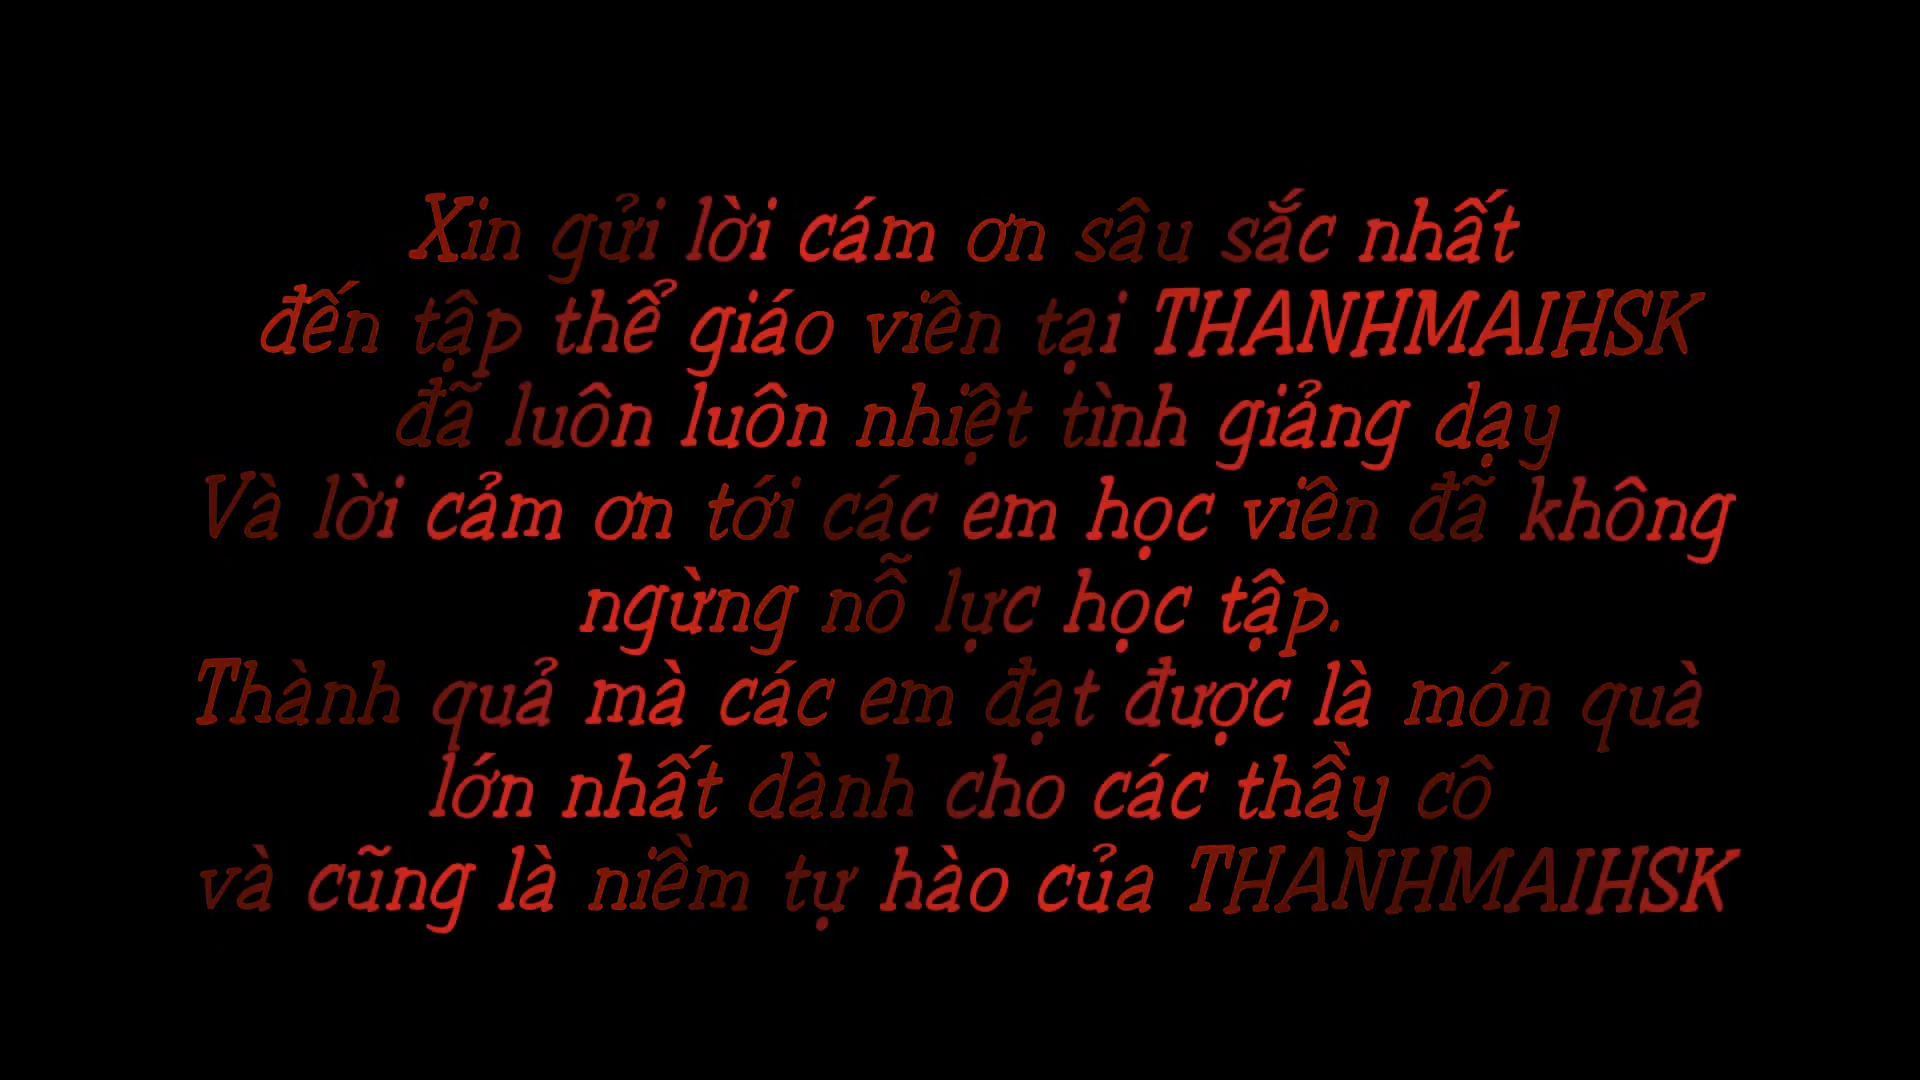 Xin gửi lời cám ơn sâu sắc nhất
đến tập thể giáo viên tại THANHMAIHSK
đã luôn luôn nhiệt tình giảng dạy
Và lời cảm ơn tới các em học viên đã không
ngừng nỗ lực học tập.
Thành quả mà các em đạt được là món quà
lớn nhất dành cho các thầy cô
và cũng là niềm tự hào của THANHMAIHSK